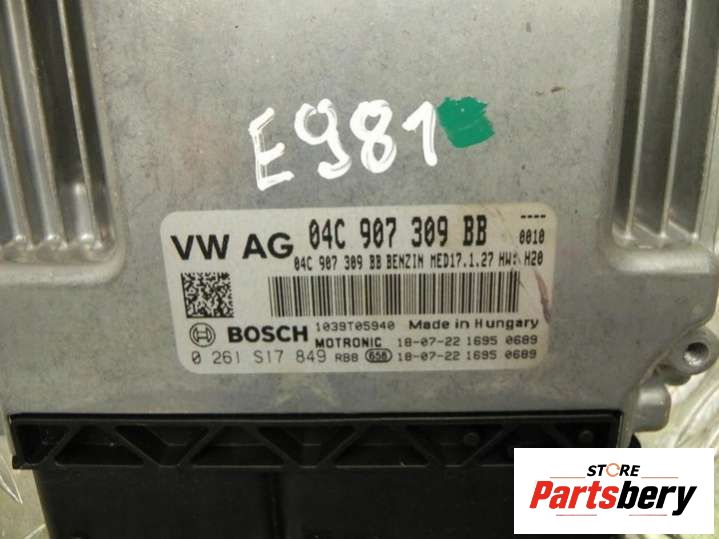 E981
VW AG 04C 907 309 BB ----
0010
04C 907 309 BB BENZIN MED17.1.27 HW: H20
BOSCH 1039T05940 Made in Hungary
MOTRONIC 18-07-22 1695 0689
0 261 S17 849 RBB 656 18-07-22 1695 0689
STORE
Partsbery